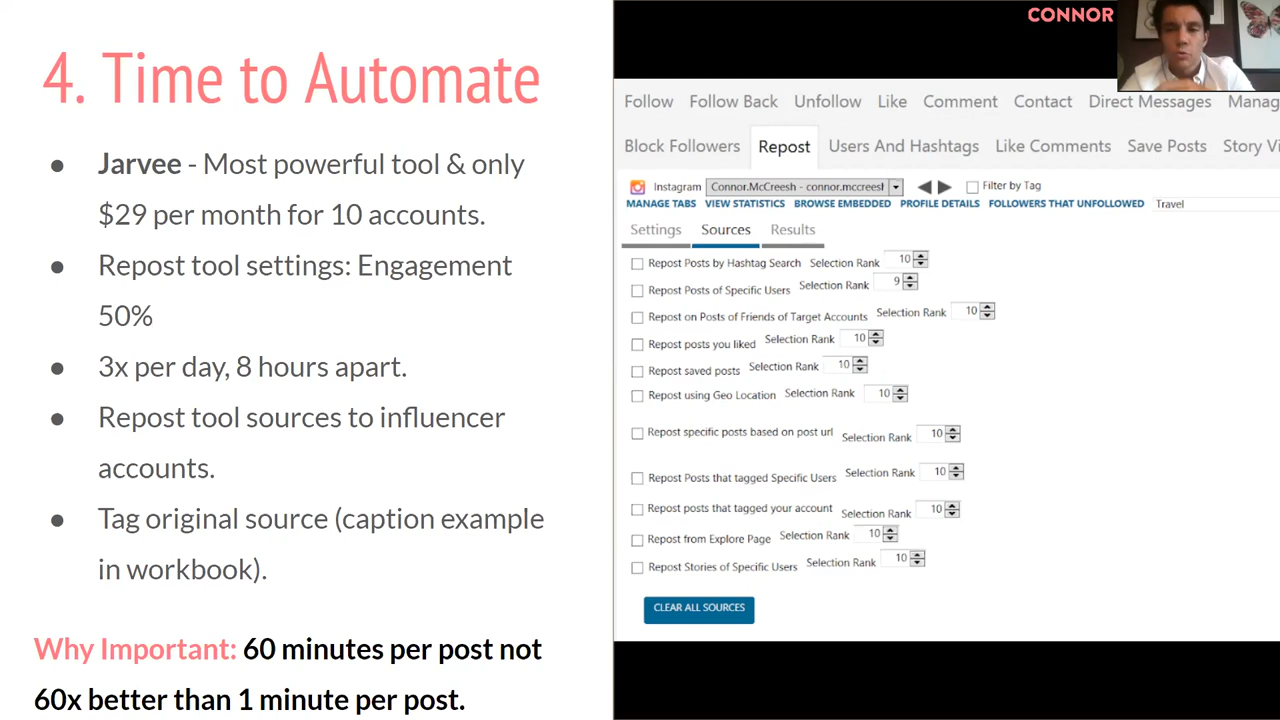 4. Time to Automate
● Jarvee - Most powerful tool & only
$29 per month for 10 accounts.
● Repost tool settings: Engagement
50%
● 3x per day, 8 hours apart.
● Repost tool sources to influencer
accounts.
● Tag original source (caption example
in workbook).
Why Important: 60 minutes per post not
60x better than 1 minute per post.
CONNOR
Follow Follow Back Unfollow Like Comment Contact Direct Messages Manag
Block Followers Repost Users And Hashtags Like Comments Save Posts Story Vi
Instagram Connor.McCreesh - connor.mccreesl Filter by Tag
MANAGE TABS VIEW STATISTICS BROWSE EMBEDDED PROFILE DETAILS FOLLOWERS THAT UNFOLLOWED Travel
Settings Sources Results
Repost Posts by Hashtag Search Selection Rank 10
Repost Posts of Specific Users Selection Rank 9
Repost on Posts of Friends of Target Accounts Selection Rank 10
Repost posts you liked Selection Rank 10
Repost saved posts Selection Rank 10
Repost using Geo Location Selection Rank 10
Repost specific posts based on post url Selection Rank 10
Repost Posts that tagged Specific Users Selection Rank 10
Repost posts that tagged your account Selection Rank 10
Repost from Explore Page Selection Rank 10
Repost Stories of Specific Users Selection Rank 10
CLEAR ALL SOURCES